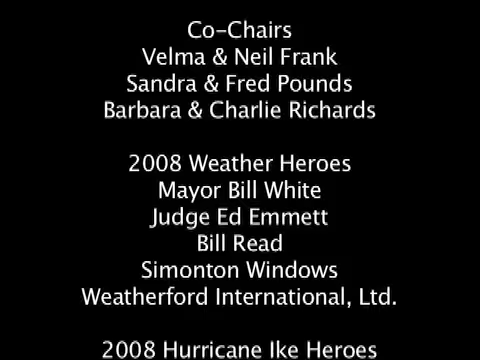 Co-Chairs
Velma & Neil Frank
Sandra & Fred Pounds
Barbara & Charlie Richards
2008 Weather Heroes
Mayor Bill White
Judge Ed Emmett
Bill Read
Simonton Windows
Weatherford International, Ltd.
2008 Hurricane Ike Heroes